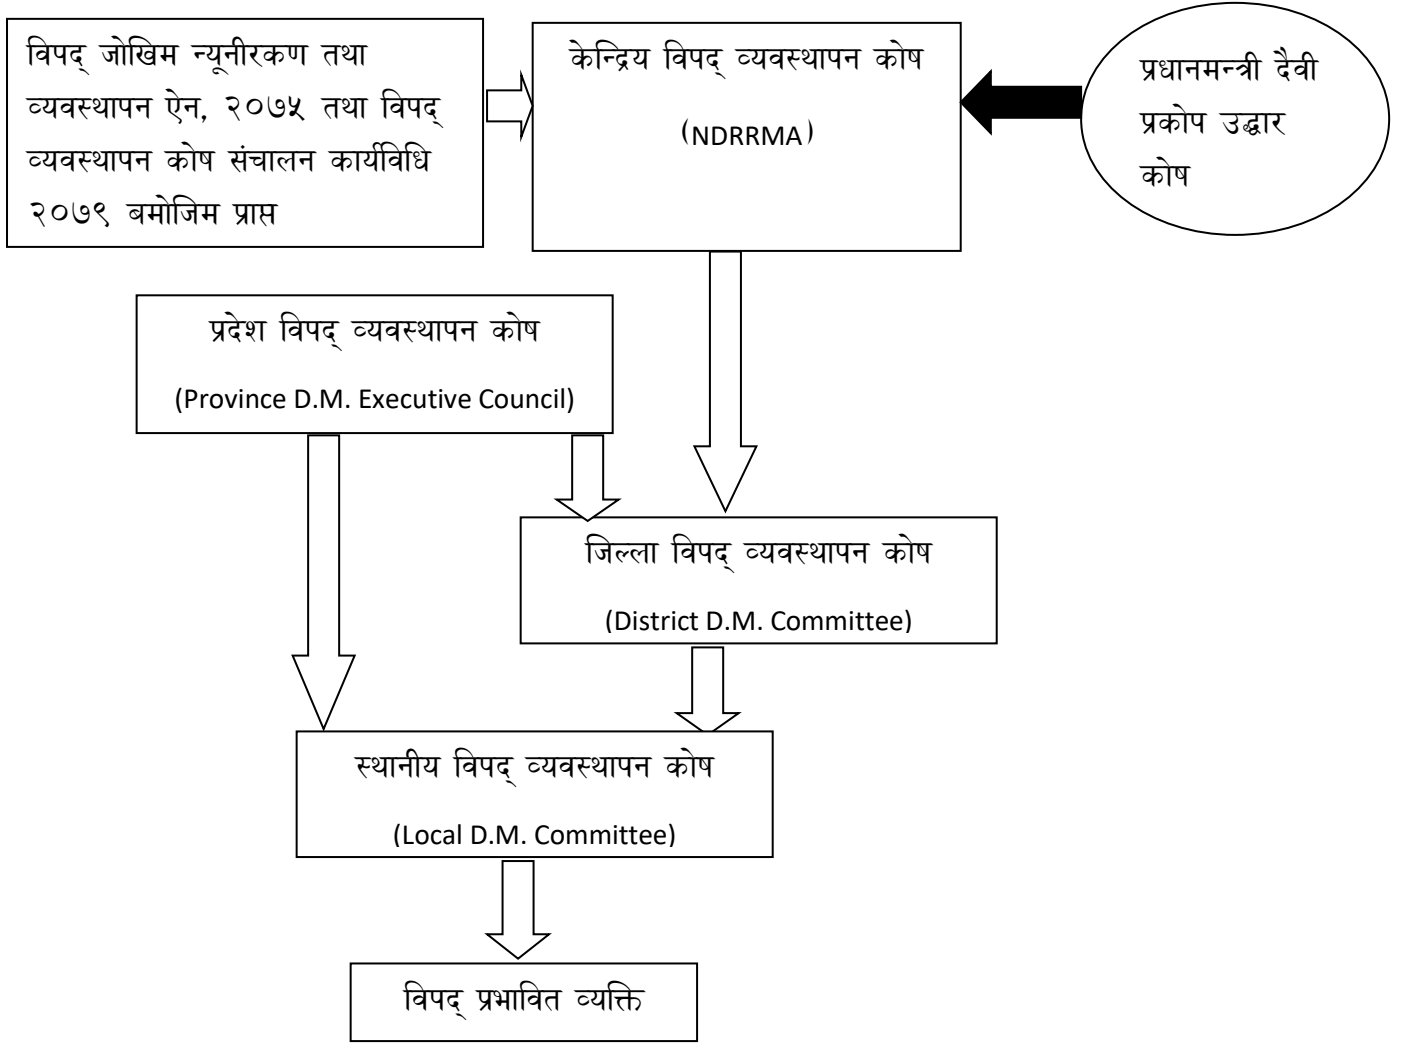 विपद् जोखिम न्यूनीरकण तथा
व्यवस्थापन ऐन, २०७५ तथा विपद्
व्यवस्थापन कोष संचालन कार्यविधि
२०७९ बमोजिम प्राप्त
केन्द्रिय विपद् व्यवस्थापन कोष
(NDRRMA)
प्रधानमन्त्री दैवी
प्रकोप उद्धार
कोष
प्रदेश विपद् व्यवस्थापन कोष
(Province D.M. Executive Council)
जिल्ला विपद् व्यवस्थापन कोष
(District D.M. Committee)
स्थानीय विपद् व्यवस्थापन कोष
(Local D.M. Committee)
विपद् प्रभावित व्यक्ति